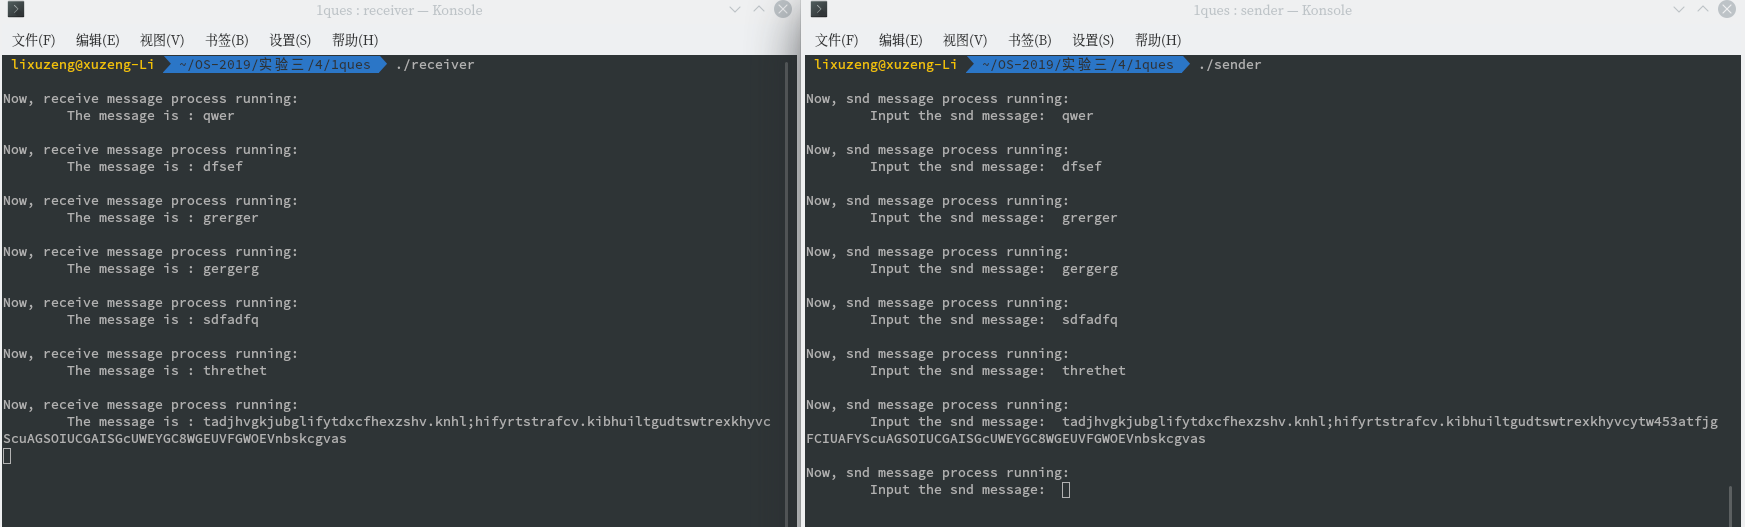 1ques : receiver — Konsole
文件(F) 编辑(E) 视图(V) 书签(B) 设置(S) 帮助(H)
lixuzeng@xuzeng-Li ~/OS-2019/实验三/4/1ques ./receiver
Now, receive message process running:
The message is : qwer
Now, receive message process running:
The message is : dfsef
Now, receive message process running:
The message is : grerger
Now, receive message process running:
The message is : gergerg
Now, receive message process running:
The message is : sdfadfq
Now, receive message process running:
The message is : threthet
Now, receive message process running:
The message is : tadjhvgkjubglifytdxcfhexzshv.knhl;hifyrtstrafcv.kibhuiltgudtswtrexkhyvc
ScuAGSOIUCGAISGcUWEYGC8WGEUVFGWOEVnbskcgvas
1ques : sender — Konsole
文件(F) 编辑(E) 视图(V) 书签(B) 设置(S) 帮助(H)
lixuzeng@xuzeng-Li ~/OS-2019/实验三/4/1ques ./sender
Now, snd message process running:
Input the snd message: qwer
Now, snd message process running:
Input the snd message: dfsef
Now, snd message process running:
Input the snd message: grerger
Now, snd message process running:
Input the snd message: gergerg
Now, snd message process running:
Input the snd message: sdfadfq
Now, snd message process running:
Input the snd message: threthet
Now, snd message process running:
Input the snd message: tadjhvgkjubglifytdxcfhexzshv.knhl;hifyrtstrafcv.kibhuiltgudtswtrexkhyvcytw453atfjg
FCIUAFYScuAGSOIUCGAISGcUWEYGC8WGEUVFGWOEVnbskcgvas
Now, snd message process running:
Input the snd message: